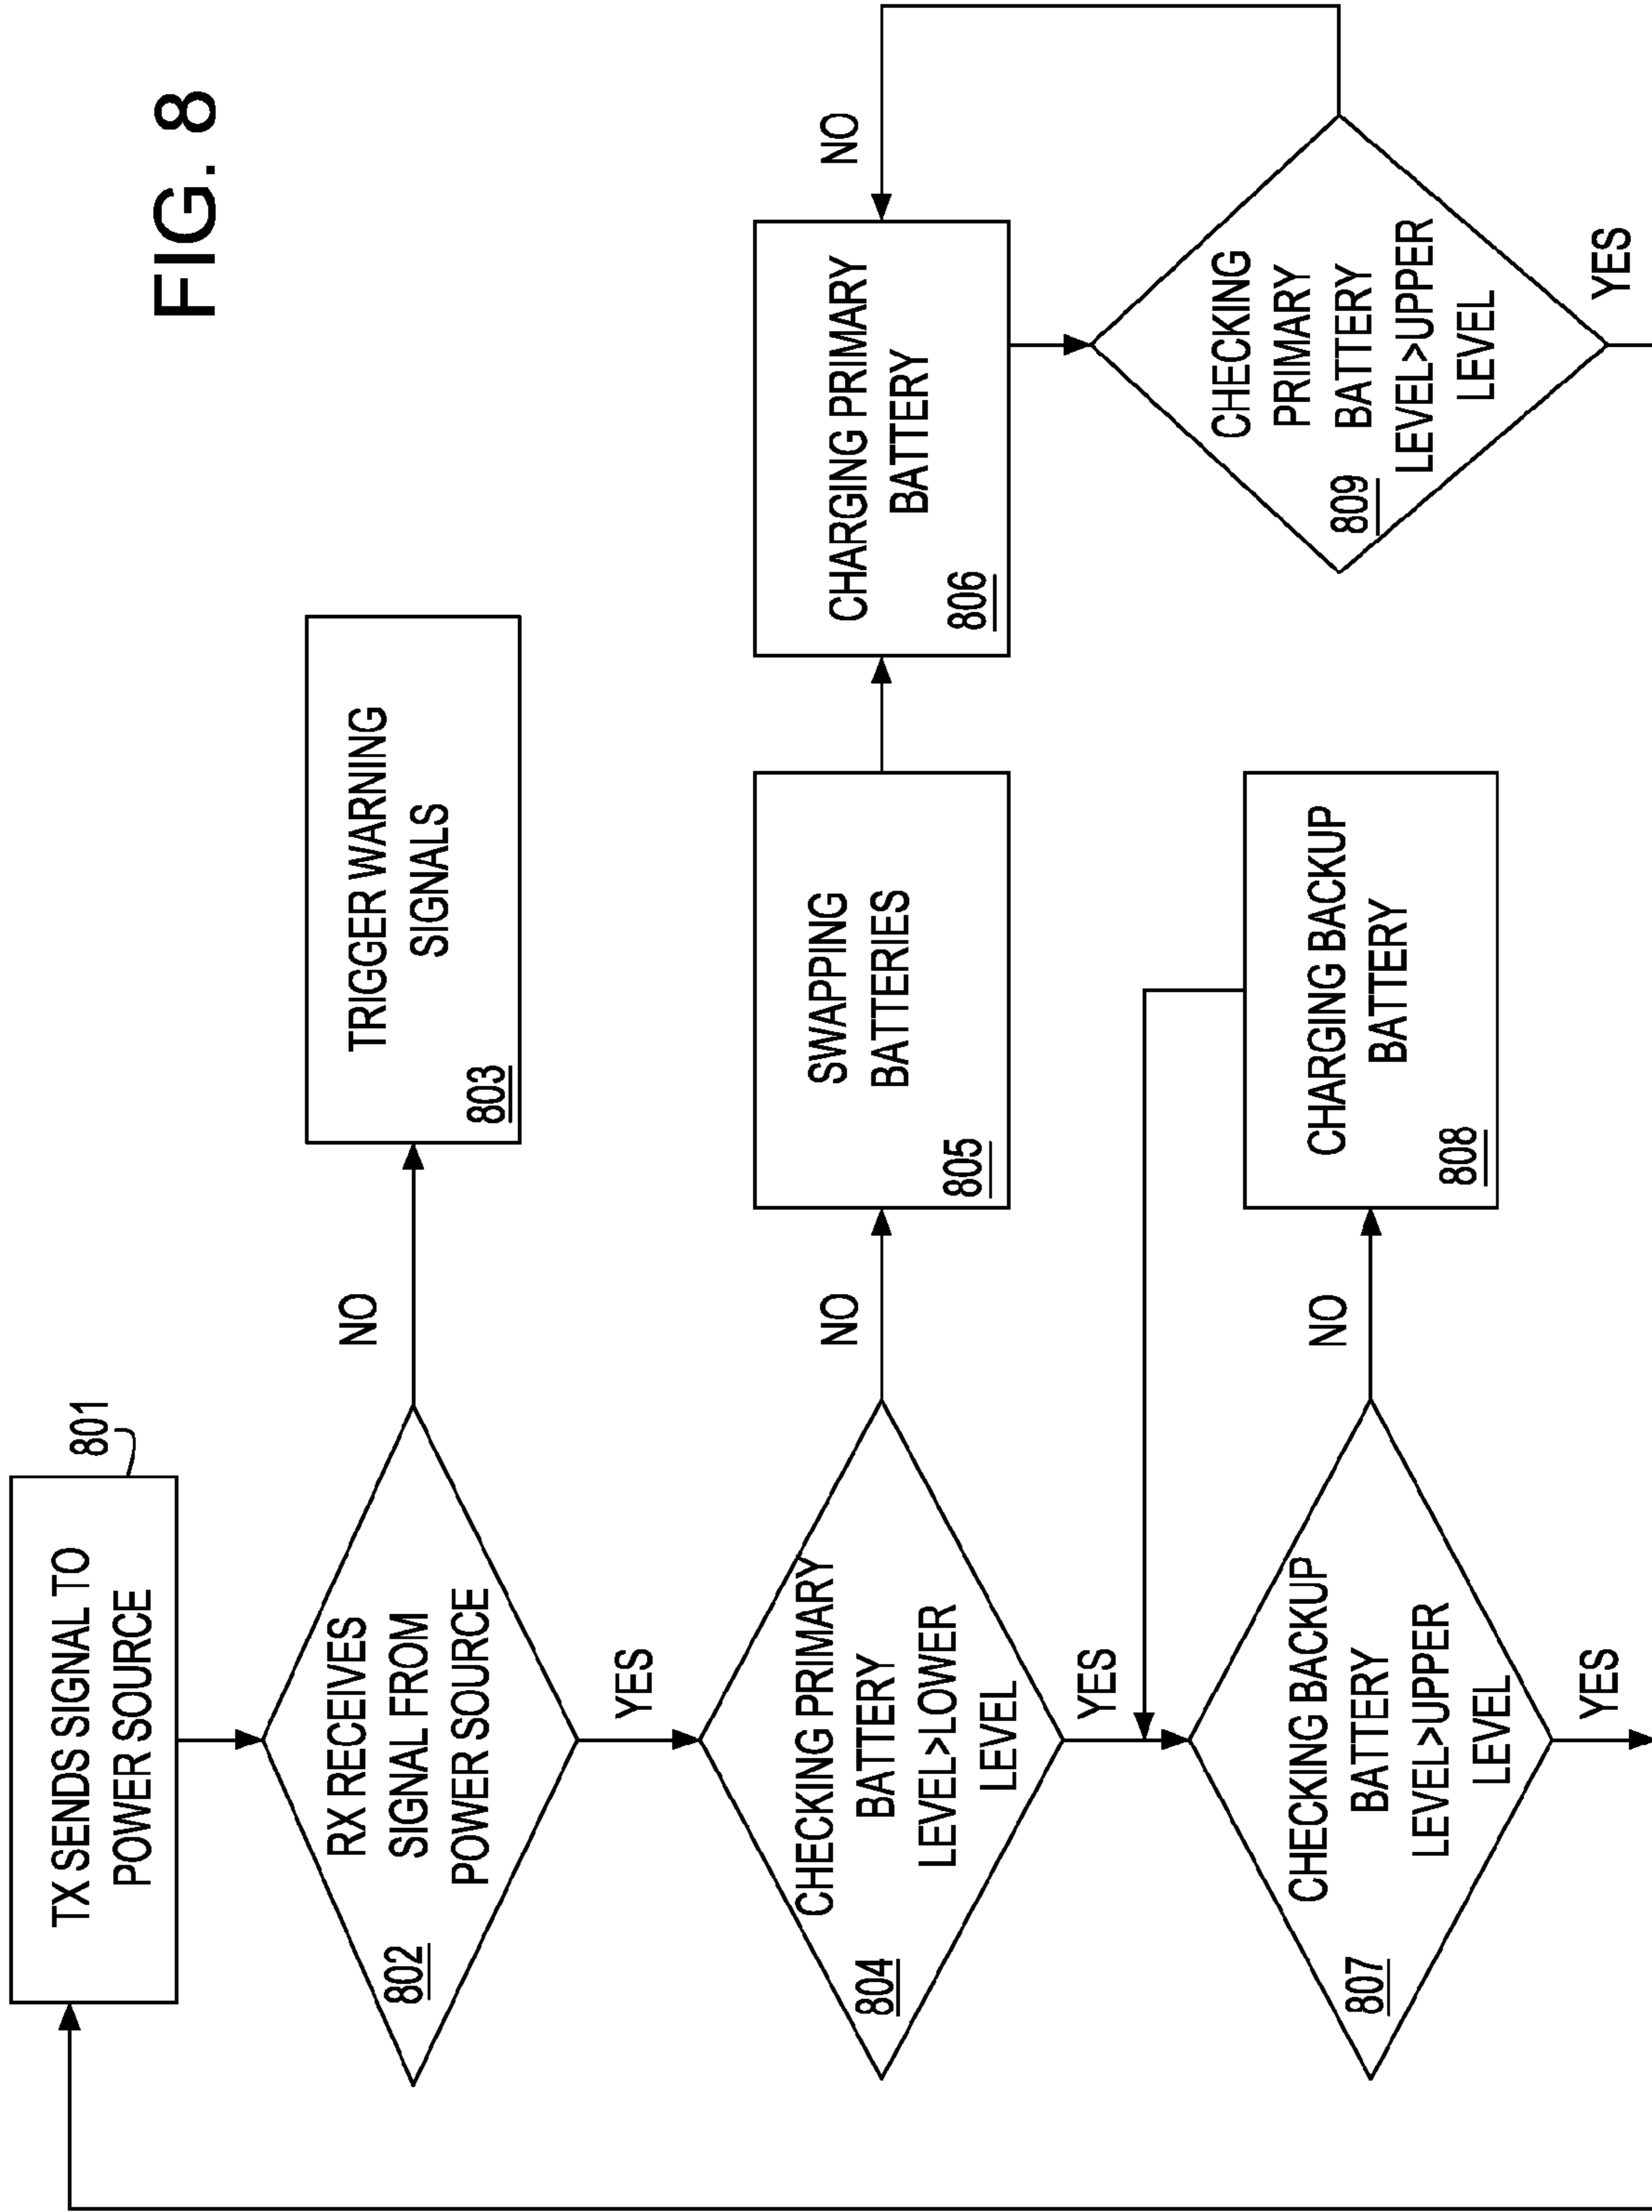 FIG. 8
TX SENDS SIGNAL TO
POWER SOURCE
801
RX RECEIVES
SIGNAL FROM
POWER SOURCE
802
NO
TRIGGER WARNING
SIGNALS
803
YES
CHECKING PRIMARY
BATTERY
LEVEL>LOWER
LEVEL
804
NO
SWAPPING
BATTERIES
805
CHARGING PRIMARY
BATTERY
806
NO
YES
CHECKING BACKUP
BATTERY
LEVEL>UPPER
LEVEL
807
NO
CHARGING BACKUP
BATTERY
808
CHECKING
PRIMARY
BATTERY
LEVEL>UPPER
LEVEL
809
YES
YES